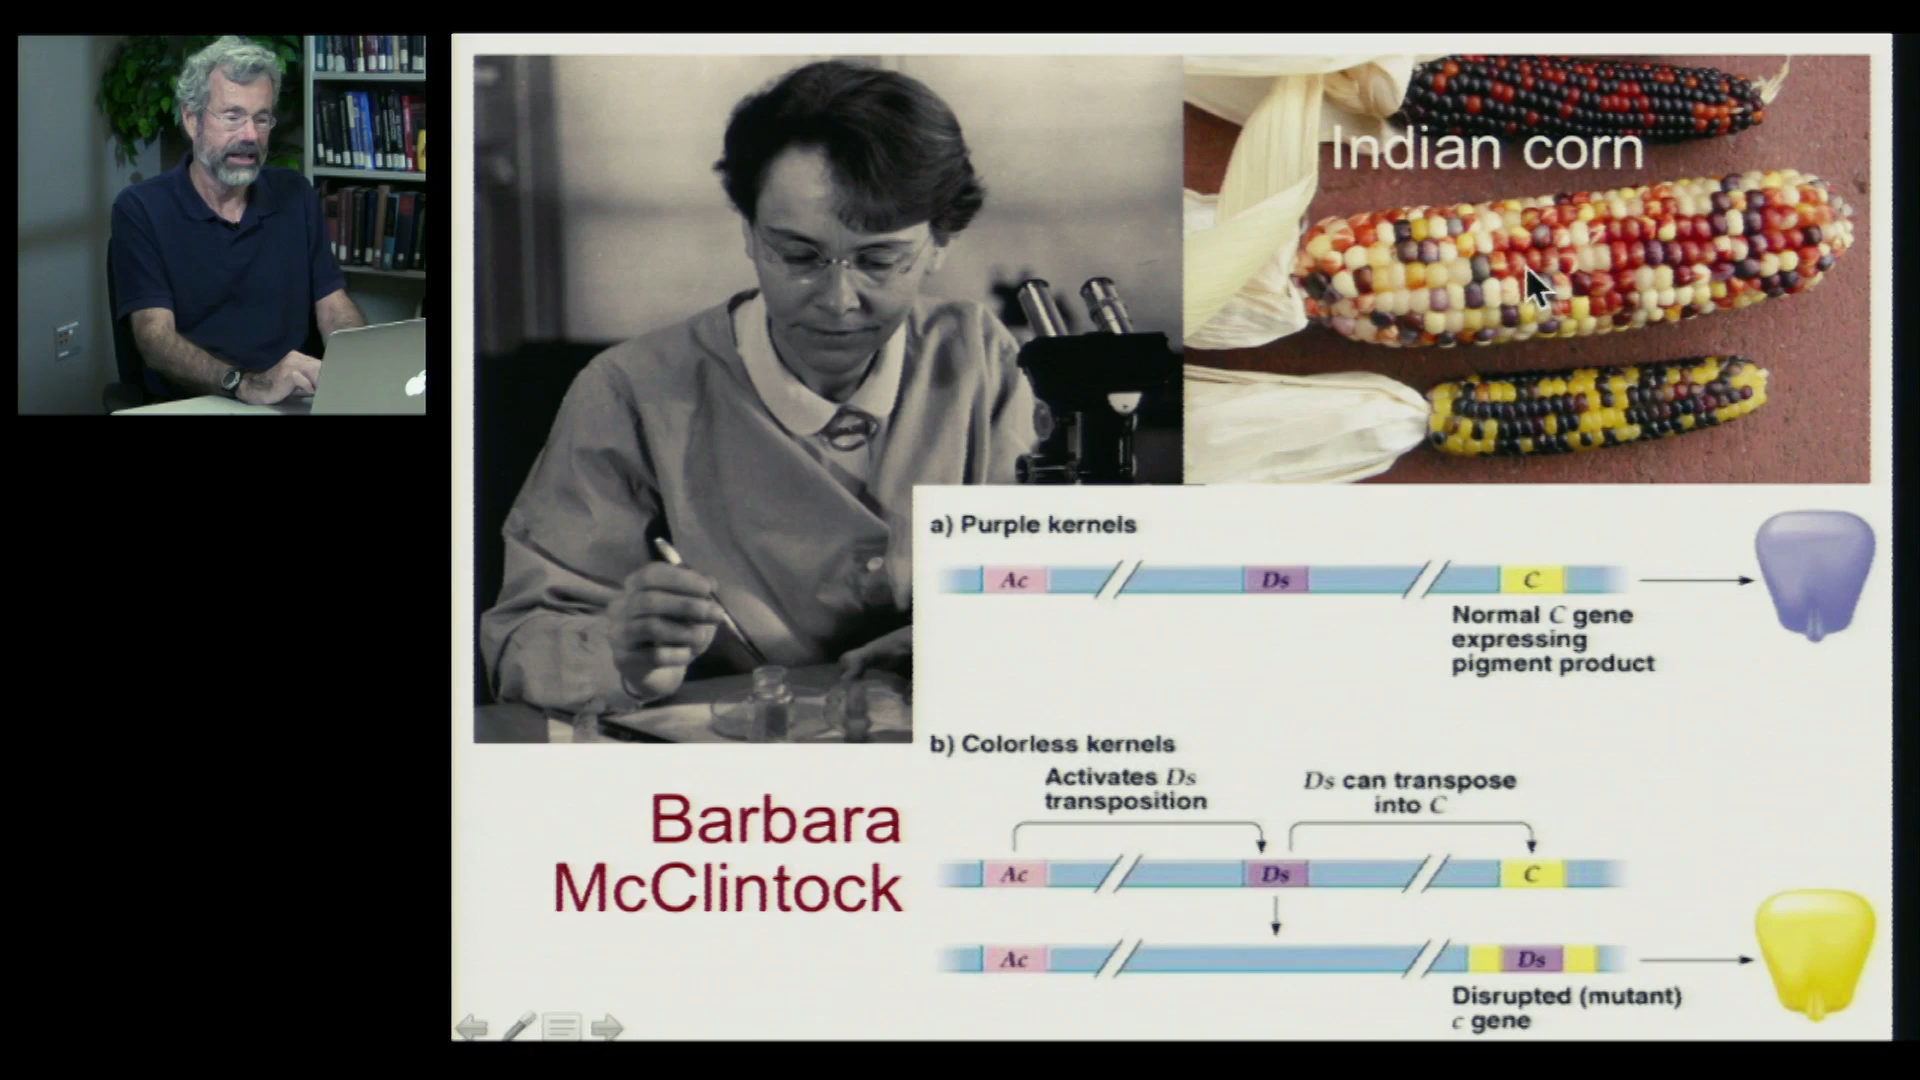 Indian corn
a) Purple kernels
Ac
Ds
C
Normal C gene
expressing
pigment product
b) Colorless kernels
Activates Ds
transposition
Ds can transpose
into C
Ac
Ds
C
Ac
Ds
Disrupted (mutant)
c gene
Barbara
McClintock